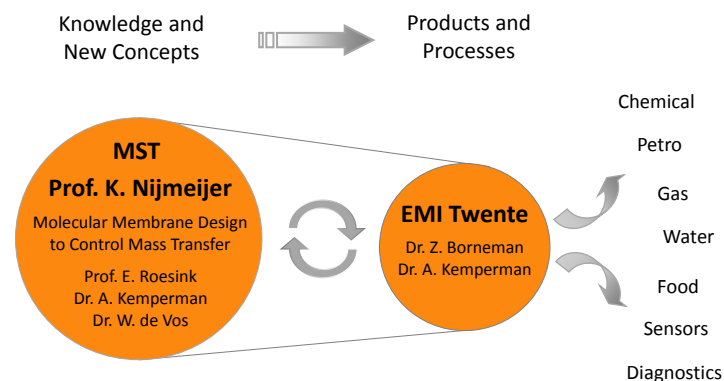 Knowledge and
New Concepts
Products and
Processes
MST
Prof. K. Nijmeijer
Molecular Membrane Design
to Control Mass Transfer
Prof. E. Roesink
Dr. A. Kemperman
Dr. W. de Vos
EMI Twente
Dr. Z. Borneman
Dr. A. Kemperman
Chemical
Petro
Gas
Water
Food
Sensors
Diagnostics